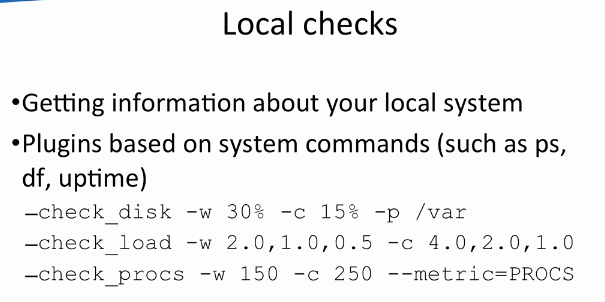 Local checks
•Getting information about your local system
•Plugins based on system commands (such as ps,
df, uptime)
–check_disk -w 30% -c 15% -p /var
–check_load -w 2.0,1.0,0.5 -c 4.0,2.0,1.0
–check_procs -w 150 -c 250 --metric=PROCS